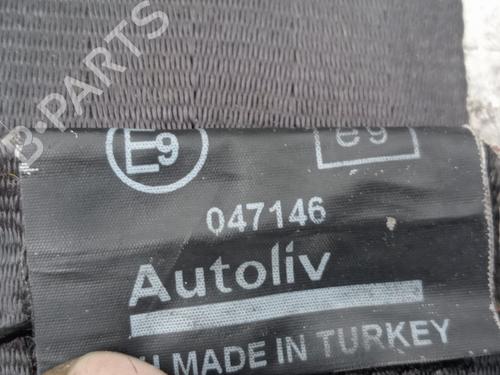 B-PARTS
E9
e9
047146
Autoliv
MADE IN TURKEY